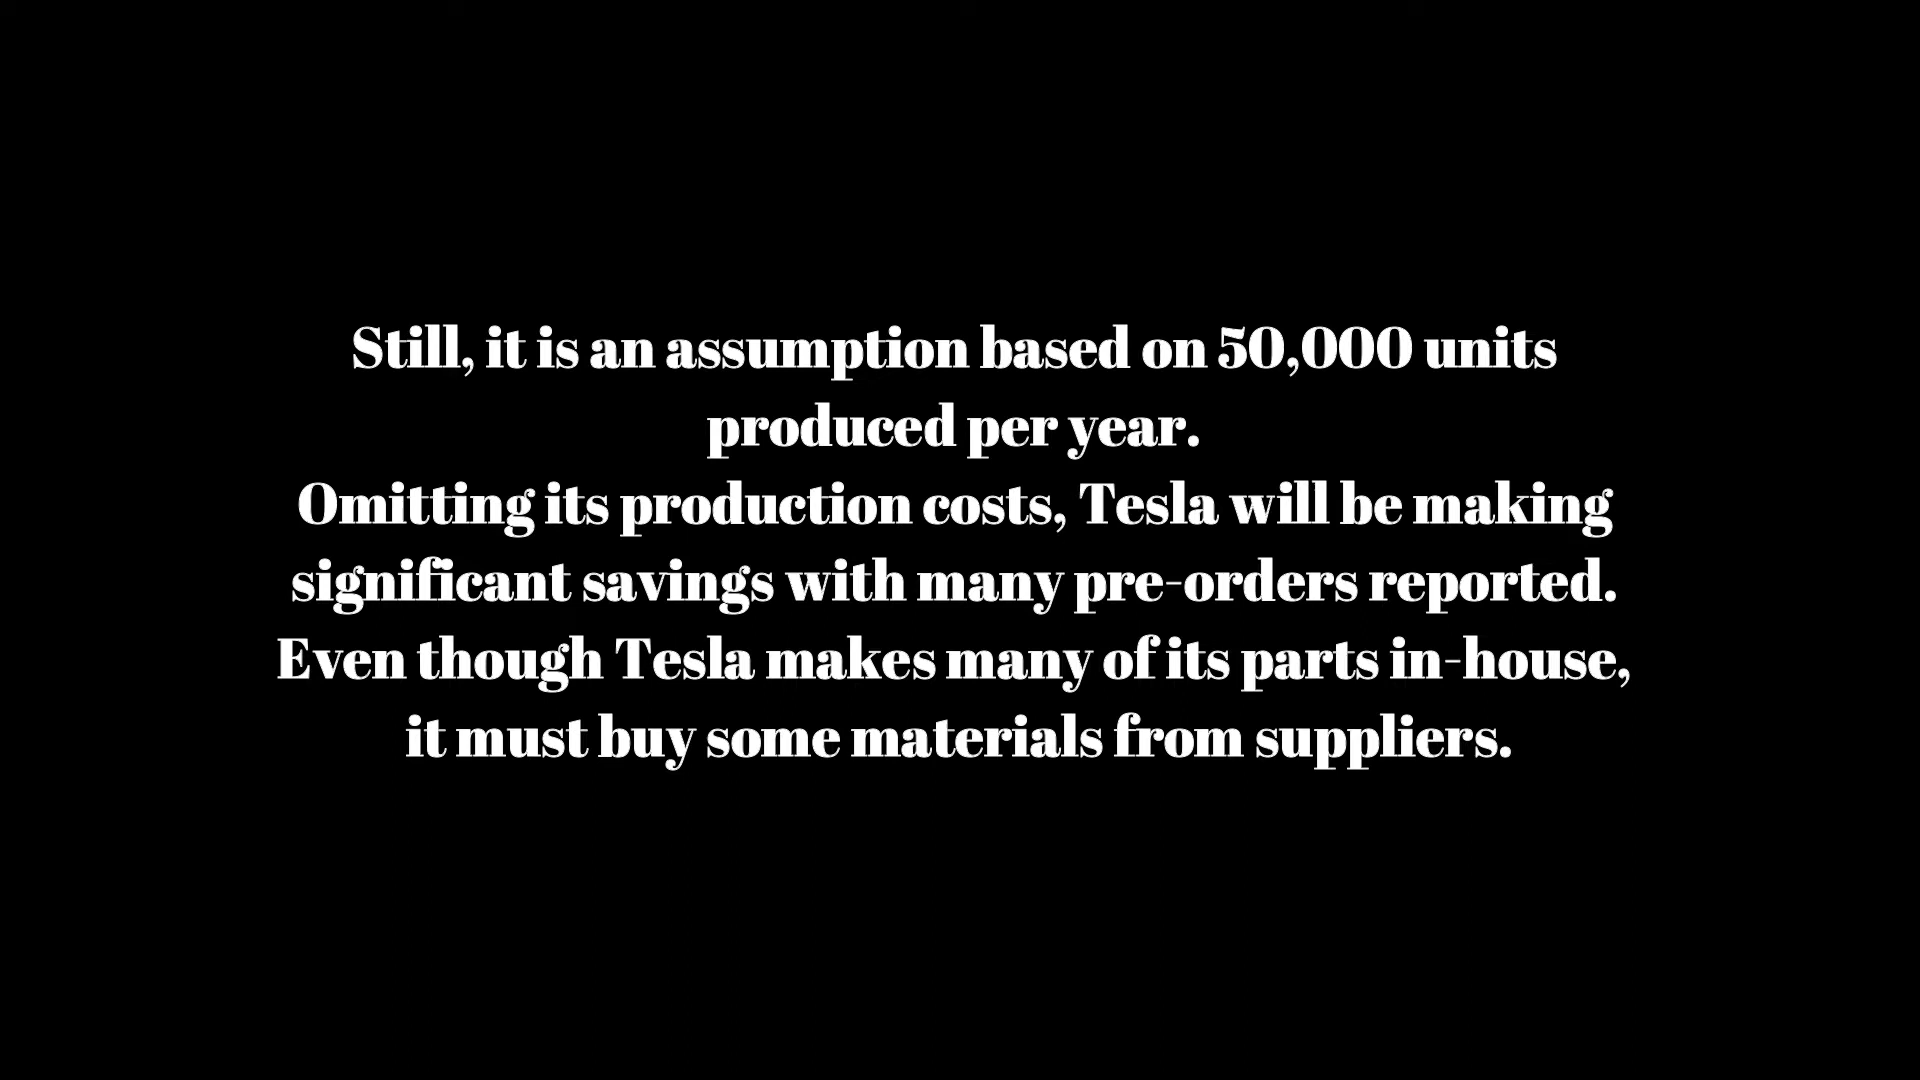 Still, it is an assumption based on 50,000 units
produced per year.
Omitting its production costs, Tesla will be making
significant savings with many pre-orders reported.
Even though Tesla makes many of its parts in-house,
it must buy some materials from suppliers.